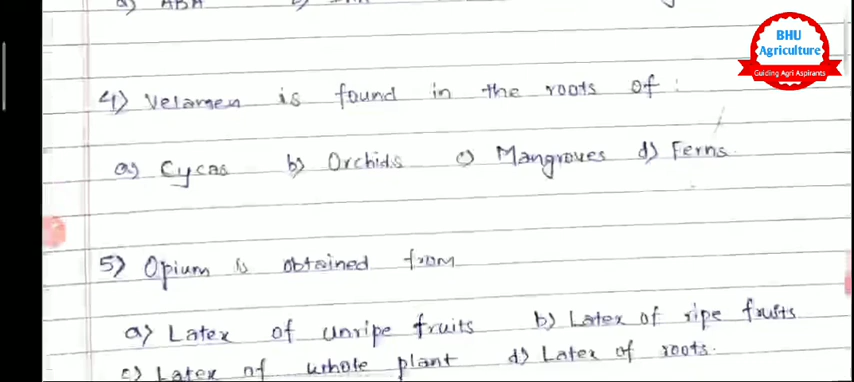 a) ABA
BHU
Agriculture
Guiding Agri Aspirants
4) Velamen is found in the roots of :
a) Cycas b) Orchids c) Mangroves d) Ferns
5) Opium is obtained from
a) Latex of unripe fruits b) Latex of ripe fruits
c) Latex of whole plant d) Latex of roots.